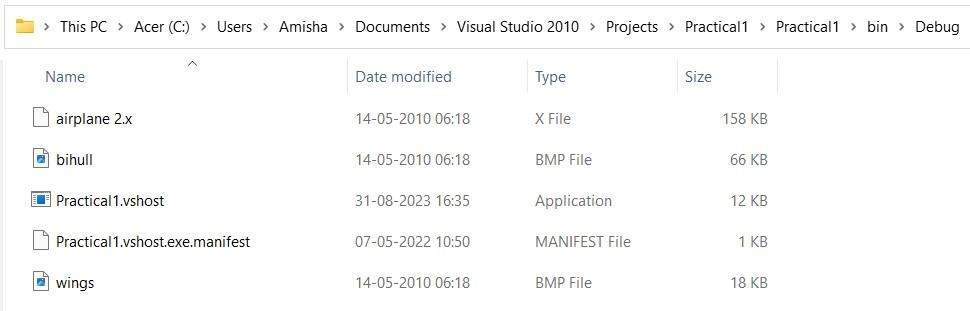 This PC > Acer (C:) > Users > Amisha > Documents > Visual Studio 2010 > Projects > Practical1 > Practical1 > bin > Debug
Name Date modified Type Size
airplane 2.x 14-05-2010 06:18 X File 158 KB
bihull 14-05-2010 06:18 BMP File 66 KB
Practical1.vshost 31-08-2023 16:35 Application 12 KB
Practical1.vshost.exe.manifest 07-05-2022 10:50 MANIFEST File 1 KB
wings 14-05-2010 06:18 BMP File 18 KB